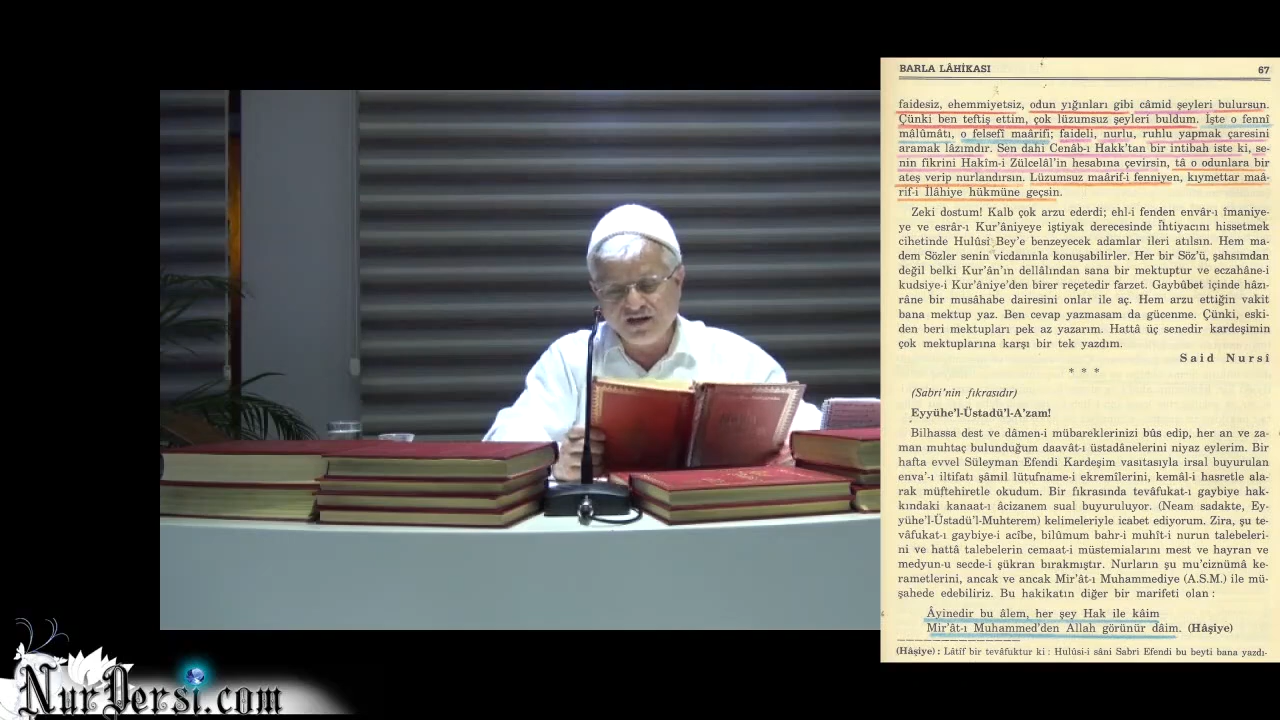 BARLA LÂHİKASI 67
faidesiz, ehemmiyetsiz, odun yığınları gibi câmid şeyleri bulursun.
Çünki ben teftiş ettim, çok lüzumsuz şeyleri buldum. İşte o fennî
mâlûmâtı, o felsefî maârifi; faideli, nurlu, ruhlu yapmak çaresini
aramak lâzımdır. Sen dahi Cenâb-ı Hakk'tan bir intibah iste ki, se-
nin fikrini Hakîm-i Zülcelâl'in hesabına çevirsin, tâ o odunlara bir
ateş verip nurlandırsın. Lüzumsuz maârif-i fenniyen, kıymettar maâ-
rif-i İlâhiye hükmüne geçsin.
Zeki dostum! Kalb çok arzu ederdi; ehl-i fenden envâr-ı îmaniye-
ye ve esrâr-ı Kur'âniyeye iştiyak derecesinde ihtiyacını hissetmek
cihetinde Hulûsi Bey'e benzeyecek adamlar ileri atılsın. Hem ma-
dem Sözler senin vicdanınla konuşabilirler. Her bir Söz'ü, şahsımdan
değil belki Kur'ân'ın dellâlından sana bir mektuptur ve eczahâne-i
kudsiye-i Kur'âniye'den birer reçetedir farzet. Gaybûbet içinde hâzı-
râne bir musâhabe dairesini onlar ile aç. Hem arzu ettiğin vakit
bana mektup yaz. Ben cevap yazmasam da gücenme. Çünki, eski-
den beri mektupları pek az yazarım. Hattâ üç senedir kardeşimin
çok mektuplarına karşı bir tek yazdım.
Said Nursî
* * *
(Sabri'nin fıkrasıdır)
Eyyühe'l-Üstadü'l-A'zam!
Bilhassa dest ve dâmen-i mübareklerinizi bûs edip, her an ve za-
man muhtaç bulunduğum daavât-ı üstadânelerini niyaz eylerim. Bir
hafta evvel Süleyman Efendi Kardeşim vasıtasıyla irsal buyurulan
enva'-ı iltifatı şâmil lütufname-i ekremîlerini, kemâl-i hasretle ala-
rak müftehiretle okudum. Bir fıkrasında tevâfukat-ı gaybiye hak-
kındaki kanaat-ı âcizanem sual buyuruluyor. (Neam sadakte, Ey-
yühe'l-Üstadü'l-Muhterem) kelimeleriyle icabet ediyorum. Zira, şu te-
vâfukat-ı gaybiye-i acîbe, bilûmum bahr-i muhît-i nurun talebeleri-
ni ve hattâ talebelerin cemaat-i müstemialarını mest ve hayran ve
medyun-u secde-i şükran bırakmıştır. Nurların şu mu'ciznümâ ke-
rametlerini, ancak ve ancak Mir'ât-ı Muhammediye (A.S.M.) ile mü-
şahede edebiliriz. Bu hakikatın diğer bir marifeti olan:
Âyinedir bu âlem, her şey Hak ile kâim
Mir'ât-ı Muhammed'den Allah görünür dâim. (Hâşiye)
(Hâşiye): Lâtîf bir tevafuktur ki: Hulûsi-i sâni Sabri Efendi bu beyti bana yazdı-
NurDersi.com